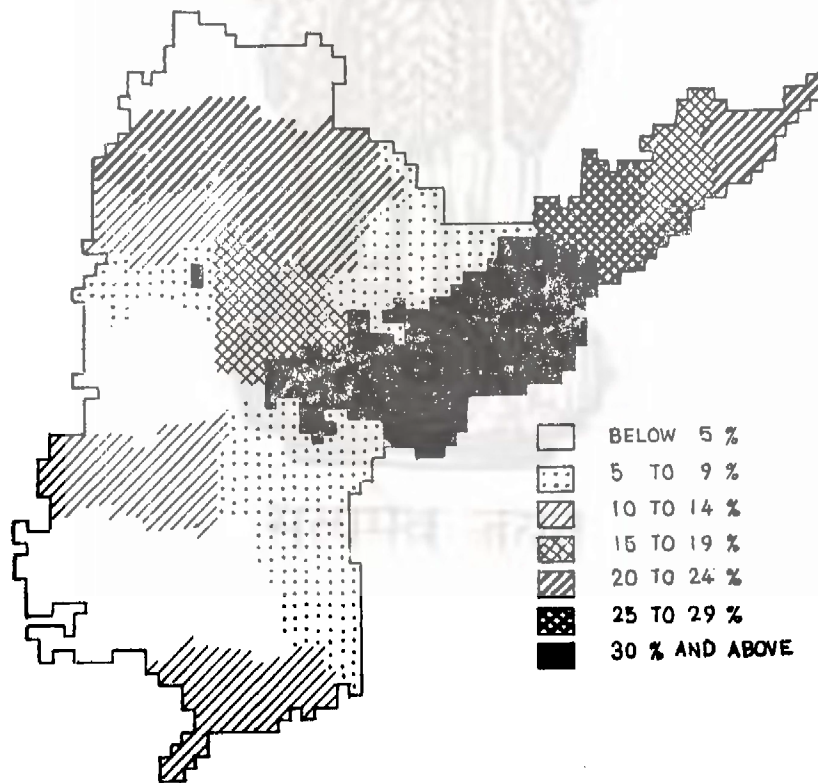 BELOW 5 %
5 TO 9 %
10 TO 14 %
15 TO 19 %
20 TO 24 %
25 TO 29 %
30 % AND ABOVE